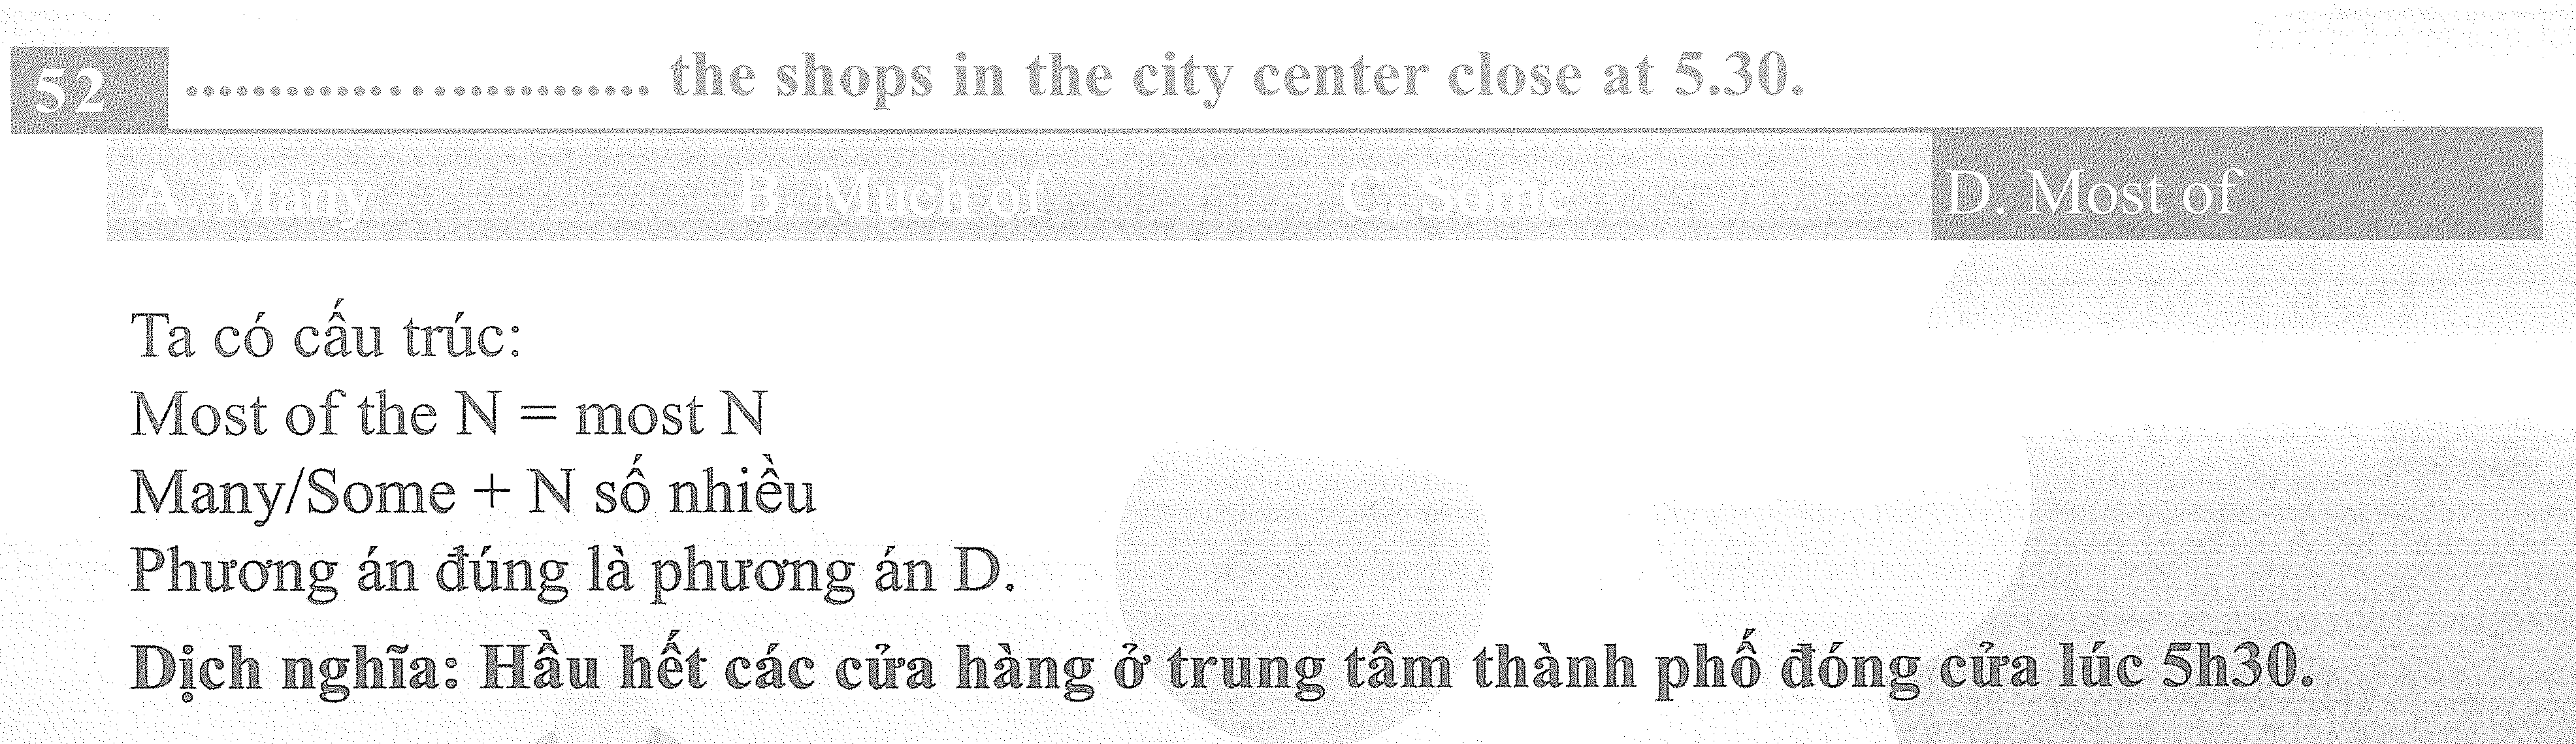 52 ............................ the shops in the city center close at 5.30.
A. Many B. Much of C. Some D. Most of
Ta có cấu trúc:
Most of the N = most N
Many/Some + N số nhiều
Phương án đúng là phương án D.
Dịch nghĩa: Hầu hết các cửa hàng ở trung tâm thành phố đóng cửa lúc 5h30.